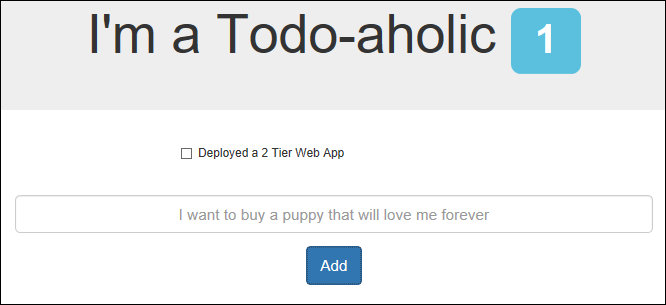 I'm a Todo-aholic 1
Deployed a 2 Tier Web App
I want to buy a puppy that will love me forever
Add